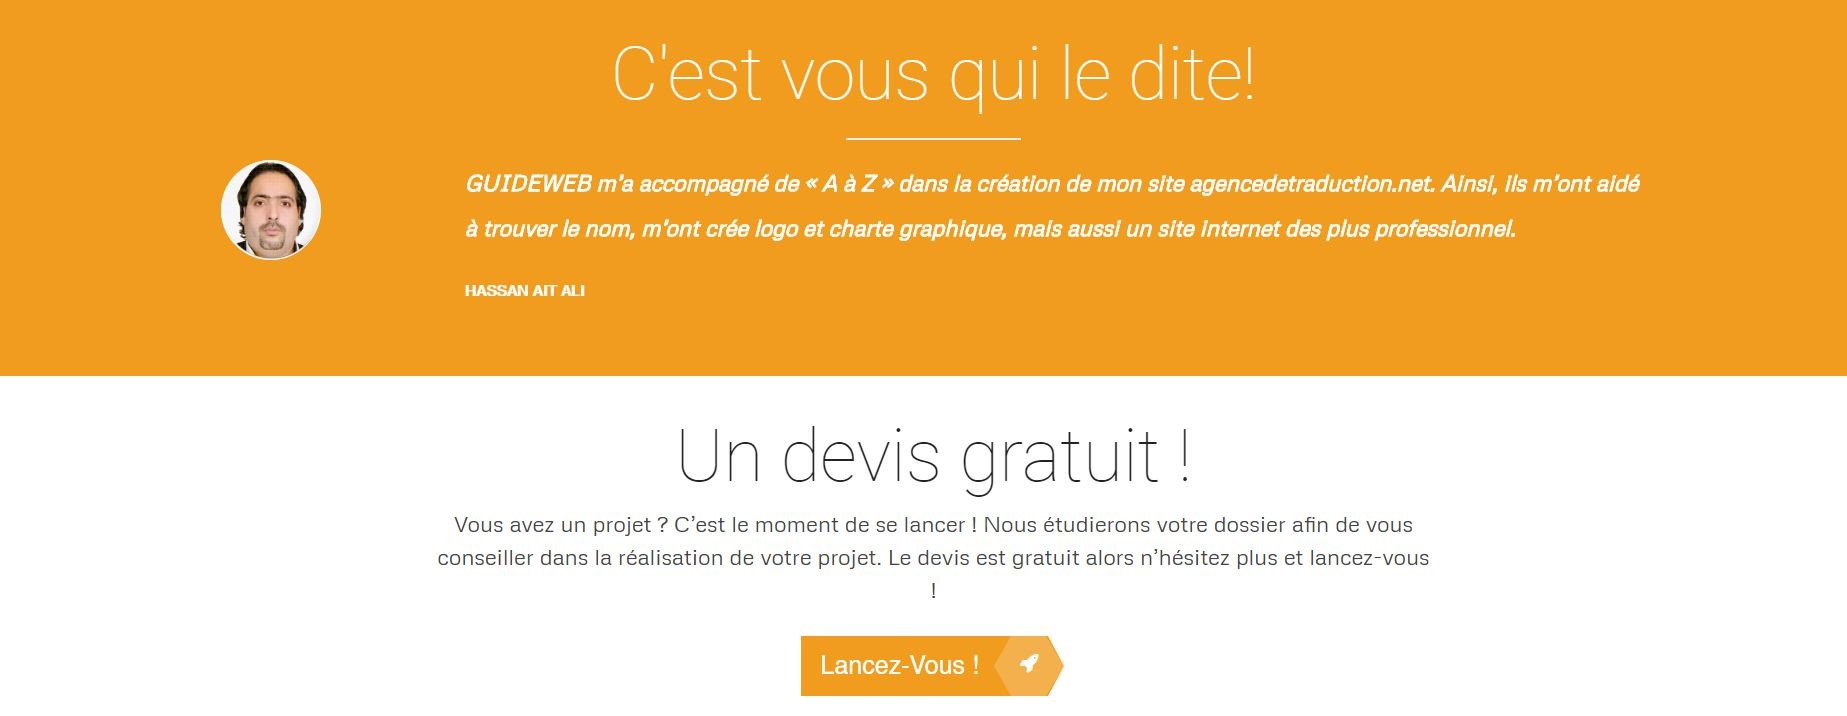 C'est vous qui le dite!
GUIDEWEB m’a accompagné de « A à Z » dans la création de mon site agencedetraduction.net. Ainsi, ils m’ont aidé
à trouver le nom, m’ont crée logo et charte graphique, mais aussi un site internet des plus professionnel.
HASSAN AIT ALI
Un devis gratuit !
Vous avez un projet ? C’est le moment de se lancer ! Nous étudierons votre dossier afin de vous
conseiller dans la réalisation de votre projet. Le devis est gratuit alors n’hésitez plus et lancez-vous
!
Lancez-Vous !